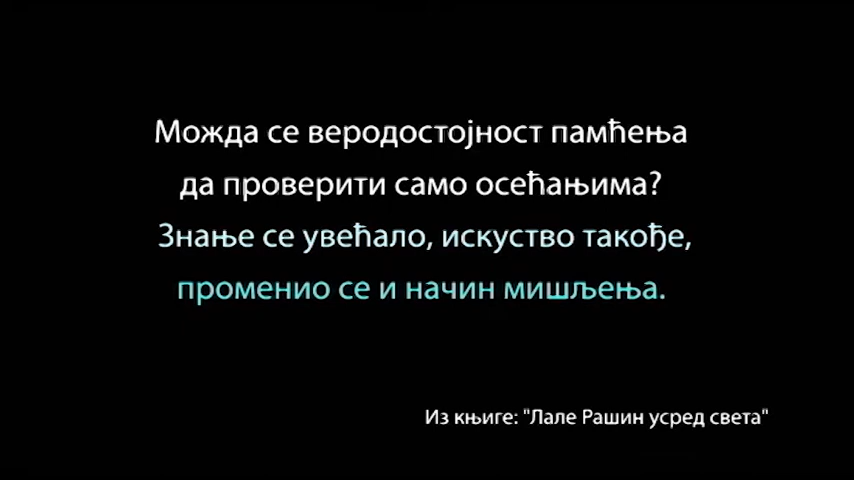 Можда се веродостојност памћења
да проверити само осећањима?
Знање се увећало, искуство такође,
променио се и начин мишљења.
Из књиге: "Лале Рашин усред света"